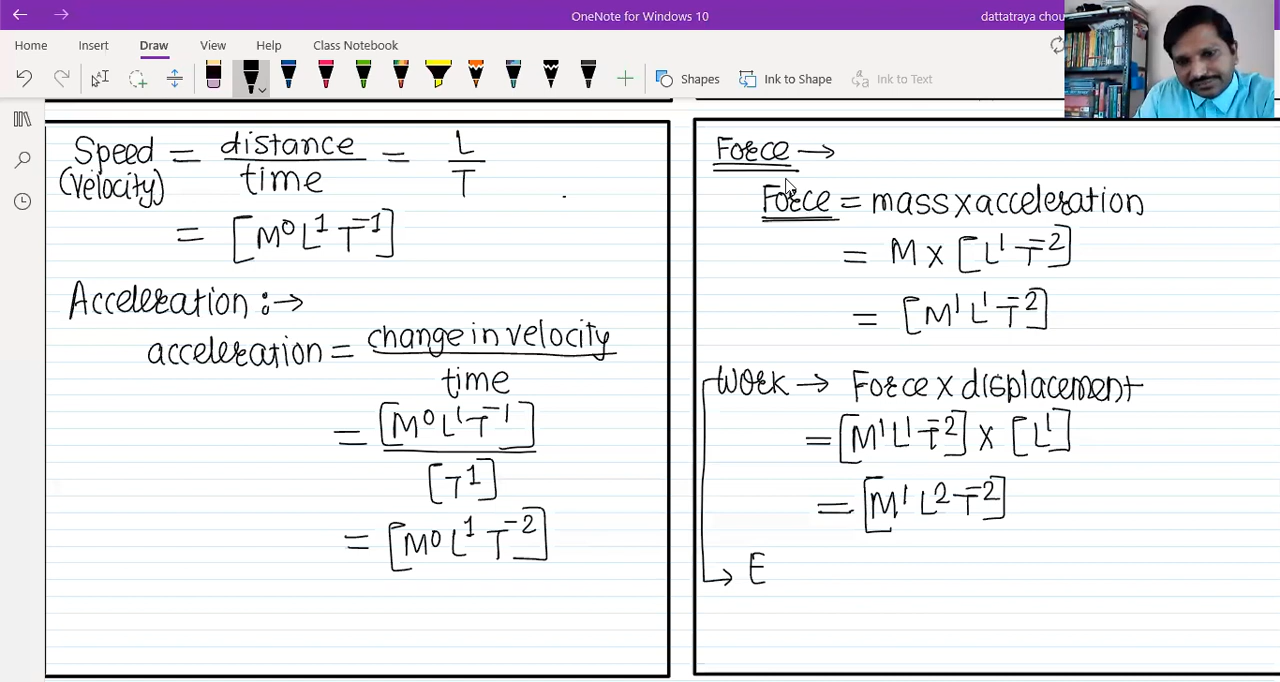 OneNote for Windows 10
dattatraya chou
Home Insert Draw View Help Class Notebook
Shapes Ink to Shape Ink to Text
Speed = distance/time = L/T
(velocity)
= [M⁰L¹T⁻¹]
Acceleration :→
acceleration = change in velocity/time
= [M⁰L¹T⁻¹]/[T¹]
= [M⁰L¹T⁻²]
Force →
Force = mass x acceleration
= M x [L¹T⁻²]
= [M¹L¹T⁻²]
Work → Force x displacement
= [M¹L¹T⁻²] x [L¹]
= [M¹L²T⁻²]
→ E